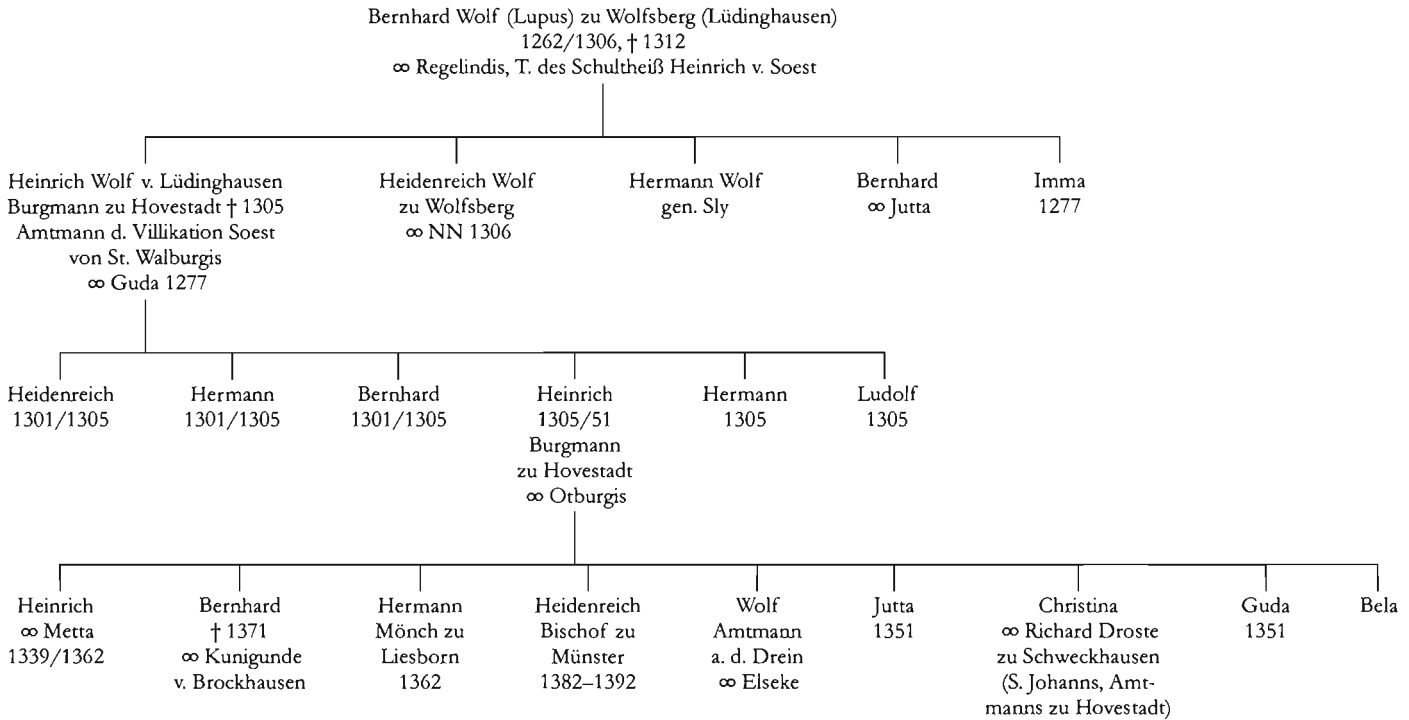 Bernhard Wolf (Lupus) zu Wolfsberg (Lüdinghausen)
1262/1306, † 1312
∞ Regelindis, T. des Schultheiß Heinrich v. Soest
Heinrich Wolf v. Lüdinghausen
Burgmann zu Hovestadt † 1305
Amtmann d. Villikation Soest
von St. Walburgis
∞ Guda 1277
Heidenreich Wolf
zu Wolfsberg
∞ NN 1306
Hermann Wolf
gen. Sly
Bernhard
∞ Jutta
Imma
1277
Heidenreich
1301/1305
Hermann
1301/1305
Bernhard
1301/1305
Heinrich
1305/51
Burgmann
zu Hovestadt
∞ Otburgis
Hermann
1305
Ludolf
1305
Heinrich
∞ Metta
1339/1362
Bernhard
† 1371
∞ Kunigunde
v. Brockhausen
Hermann
Mönch zu
Liesborn
1362
Heidenreich
Bischof zu
Münster
1382–1392
Wolf
Amtmann
a. d. Drein
∞ Elseke
Jutta
1351
Christina
∞ Richard Droste
zu Schweckhausen
(S. Johanns, Amt-
manns zu Hovestadt)
Guda
1351
Bela